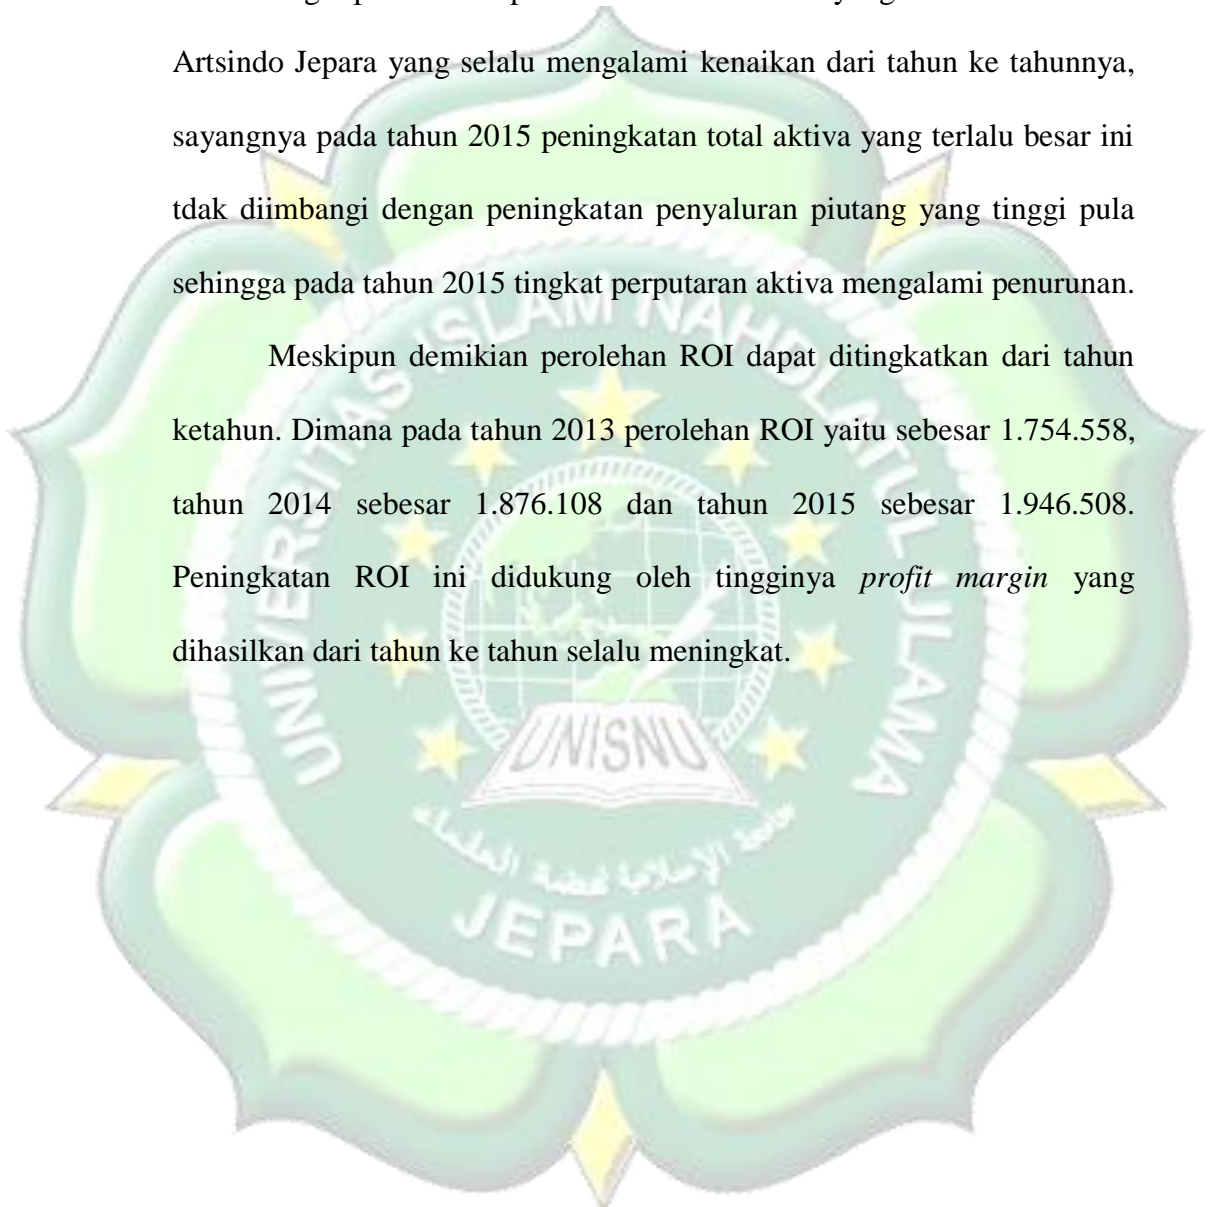 Artsindo Jepara yang selalu mengalami kenaikan dari tahun ke tahunnya,
sayangnya pada tahun 2015 peningkatan total aktiva yang terlalu besar ini
tdak diimbangi dengan peningkatan penyaluran piutang yang tinggi pula
sehingga pada tahun 2015 tingkat perputaran aktiva mengalami penurunan.
Meskipun demikian perolehan ROI dapat ditingkatkan dari tahun
ketahun. Dimana pada tahun 2013 perolehan ROI yaitu sebesar 1.754.558,
tahun 2014 sebesar 1.876.108 dan tahun 2015 sebesar 1.946.508.
Peningkatan ROI ini didukung oleh tingginya profit margin yang
dihasilkan dari tahun ke tahun selalu meningkat.
UNIVERSITAS ISLAM NAHDLATUL ULAMA
UNISNU
JEPARA